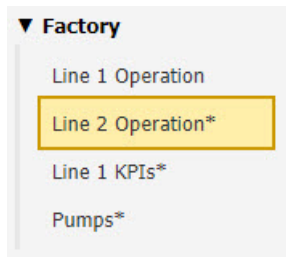 ▼ Factory
Line 1 Operation
Line 2 Operation*
Line 1 KPIs*
Pumps*